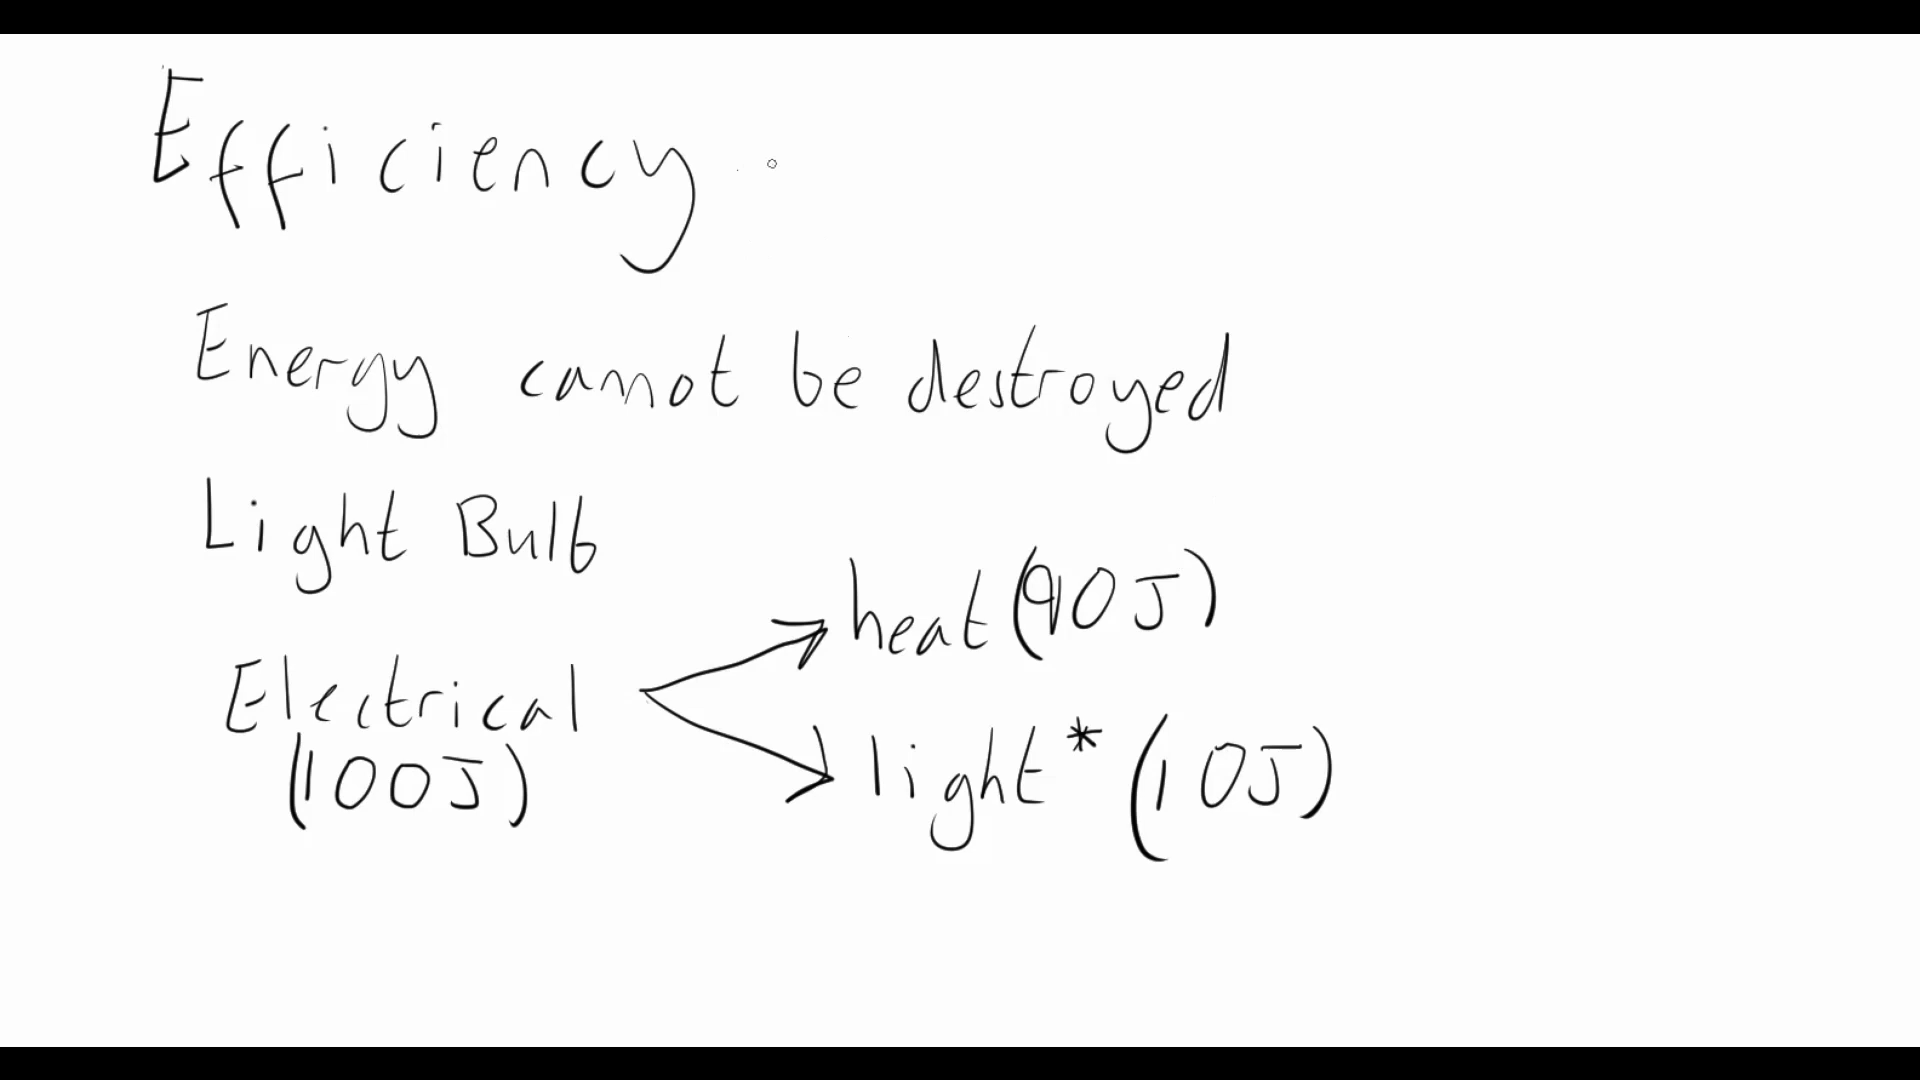 Efficiency
Energy cannot be destroyed
Light Bulb
heat (90J)
Electrical
light* (10J)
(100J)